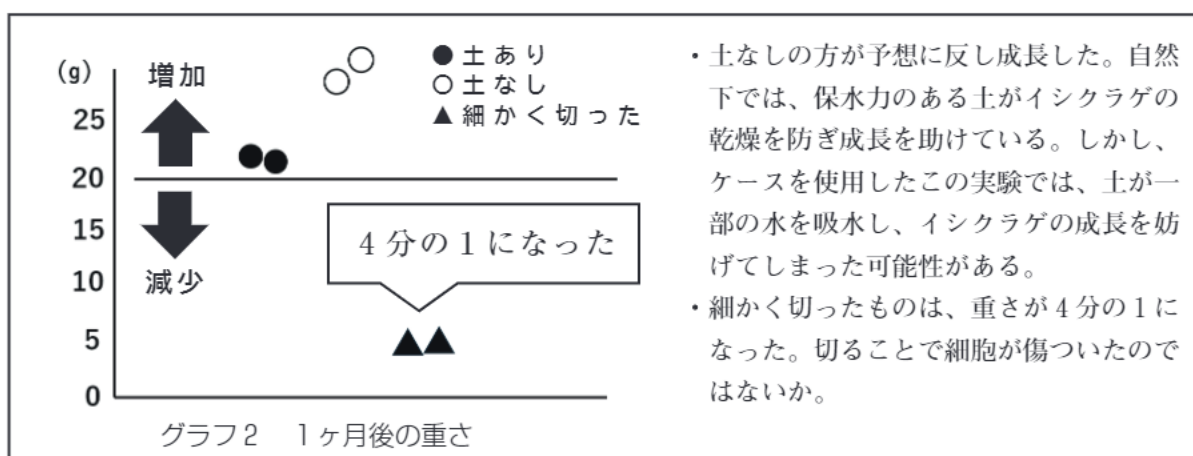 (g)
増加
25
20
15
10
5
0
減少
●土あり
○土なし
▲細かく切った
4分の1になった
グラフ2 1ヶ月後の重さ
・土なしの方が予想に反し成長した。自然
下では、保水力のある土がイシクラゲの
乾燥を防ぎ成長を助けている。しかし、
ケースを使用したこの実験では、土が一
部の水を吸水し、イシクラゲの成長を妨
げてしまった可能性がある。
・細かく切ったものは、重さが4分の1に
なった。切ることで細胞が傷ついたので
はないか。